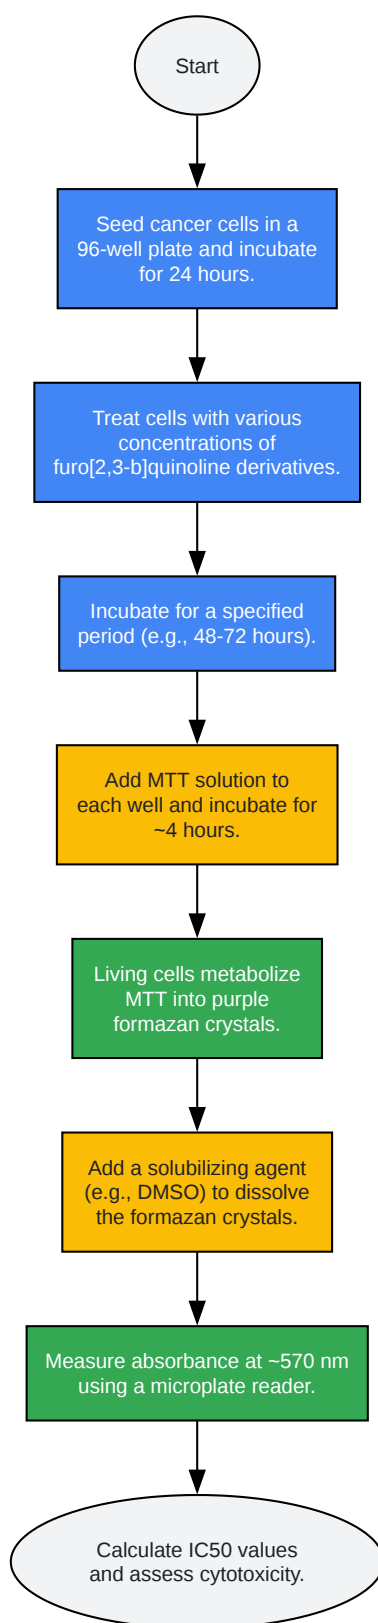 Start
Seed cancer cells in a
96-well plate and incubate
for 24 hours.
Treat cells with various
concentrations of
furo[2,3-b]quinoline derivatives.
Incubate for a specified
period (e.g., 48-72 hours).
Add MTT solution to
each well and incubate for
~4 hours.
Living cells metabolize
MTT into purple
formazan crystals.
Add a solubilizing agent
(e.g., DMSO) to dissolve
the formazan crystals.
Measure absorbance at ~570 nm
using a microplate reader.
Calculate IC50 values
and assess cytotoxicity.